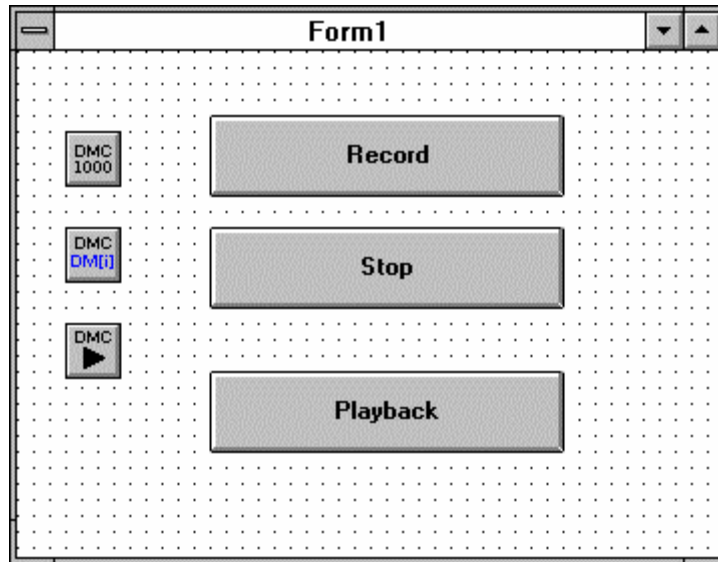 Form1
DMC
1000
Record
DMC
DM[i]
Stop
DMC
Playback